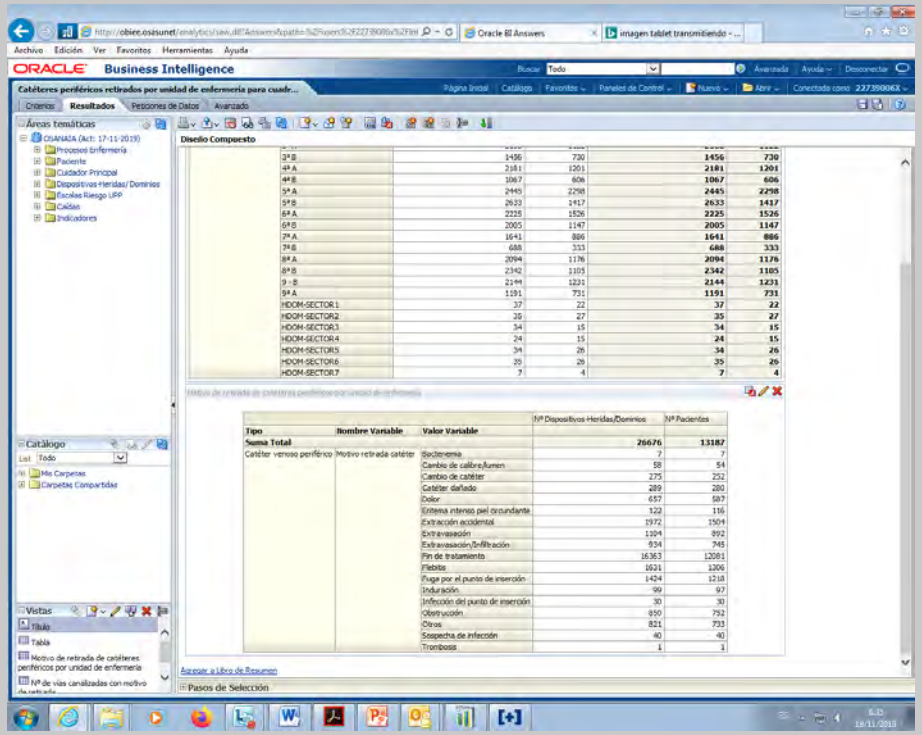 http://obiee.osasunet/analytics/saw.dll?Answers&path=
Oracle BI Answers
imagen tablet transmitiendo - ...
Archivo Edición Ver Favoritos Herramientas Ayuda
ORACLE Business Intelligence
Buscar Todo Avanzada Ayuda Desconectar
Catéteres periféricos retirados por unidad de enfermería para cuadr...
Página Inicial Catálogo Favoritos Paneles de Control Nuevo Abrir Conectado como 22739006X
Criterios Resultados Peticiones de Datos Avanzado
Áreas temáticas
OSANAIA (Act: 17-11-2019)
Procesos Enfermería
Paciente
Cuidador Principal
Dispositivos-Heridas/Dominios
Escalas Riesgo UPP
Caídas
Indicadores
Diseño Compuesto
3ª B 1456 730 1456 730
4ª A 2181 1201 2181 1201
4ª B 1067 606 1067 606
5ª A 2445 2298 2445 2298
5ª B 2633 1417 2633 1417
6ª A 2225 1526 2225 1526
6ª B 2005 1147 2005 1147
7ª A 1641 886 1641 886
7ª B 688 333 688 333
8ª A 2094 1176 2094 1176
8ª B 2342 1105 2342 1105
9 - B 2144 1231 2144 1231
9ª A 1191 731 1191 731
HDOM-SECTOR1 37 22 37 22
HDOM-SECTOR2 35 27 35 27
HDOM-SECTOR3 34 15 34 15
HDOM-SECTOR4 24 15 24 15
HDOM-SECTOR5 34 26 34 26
HDOM-SECTOR6 35 26 35 26
HDOM-SECTOR7 7 4 7 4
Motivo de retirada de catéteres periféricos por unidad de enfermería
Nº Dispositivos-Heridas/Dominios Nº Pacientes
Tipo Nombre Variable Valor Variable
Suma Total 26676 13187
Catéter venoso periférico Motivo retirada catéter Bacteriemia 7 7
Cambio de calibre/lumen 58 54
Cambio de catéter 275 252
Catéter dañado 289 280
Dolor 657 587
Eritema intenso piel circundante 122 116
Extracción accidental 1972 1504
Extravasación 1104 892
Extravasación/Infiltración 934 745
Fin de tratamiento 16363 12081
Flebitis 1631 1306
Fuga por el punto de inserción 1424 1218
Induración 99 97
Infección del punto de inserción 30 30
Obstrucción 850 752
Otros 821 733
Sospecha de infección 40 40
Trombosis 1 1
Catálogo
List Todo
Mis Carpetas
Carpetas Compartidas
Vistas
Título
Tabla
Motivo de retirada de catéteres
periféricos por unidad de enfermería
Nº de vías canalizadas con motivo
de retirada
Agregar a Libro de Resumen
Pasos de Selección